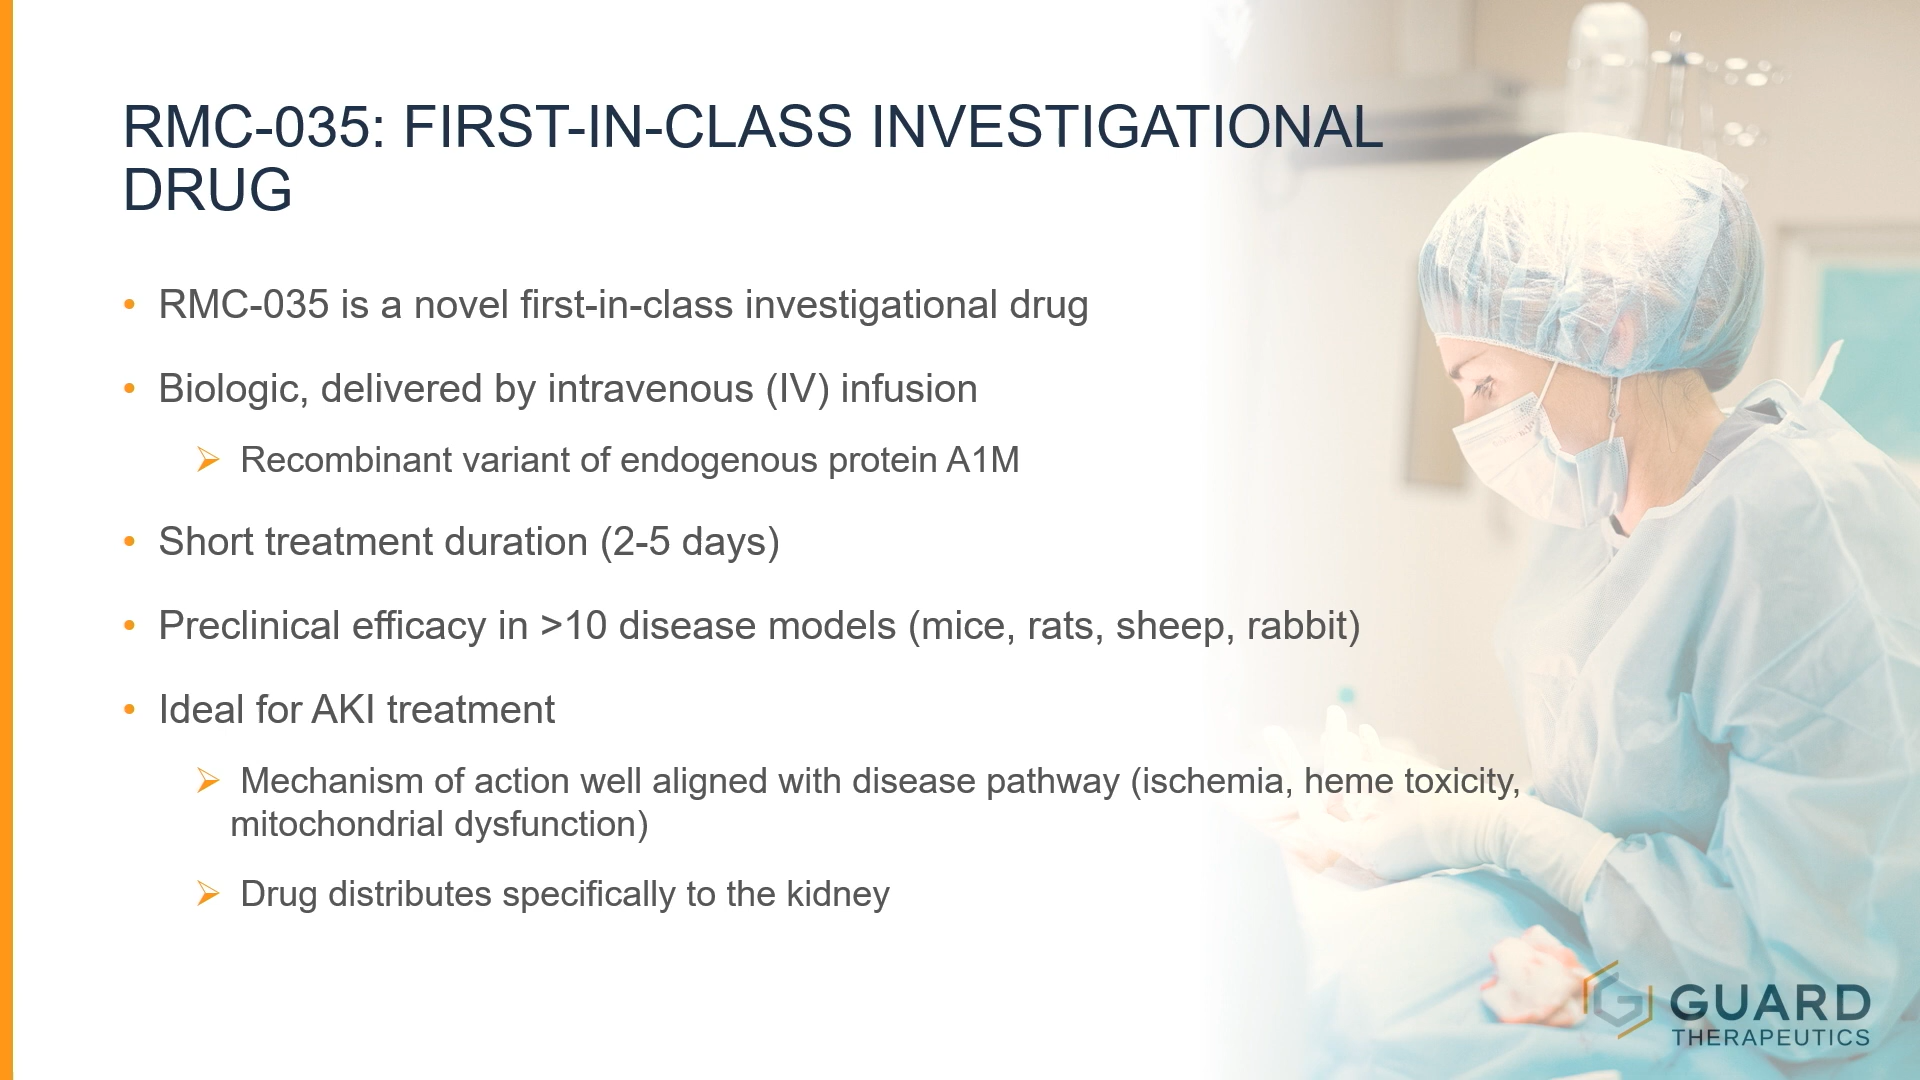 RMC-035: FIRST-IN-CLASS INVESTIGATIONAL
DRUG
• RMC-035 is a novel first-in-class investigational drug
• Biologic, delivered by intravenous (IV) infusion
➢ Recombinant variant of endogenous protein A1M
• Short treatment duration (2-5 days)
• Preclinical efficacy in >10 disease models (mice, rats, sheep, rabbit)
• Ideal for AKI treatment
➢ Mechanism of action well aligned with disease pathway (ischemia, heme toxicity,
mitochondrial dysfunction)
➢ Drug distributes specifically to the kidney
GUARD
THERAPEUTICS